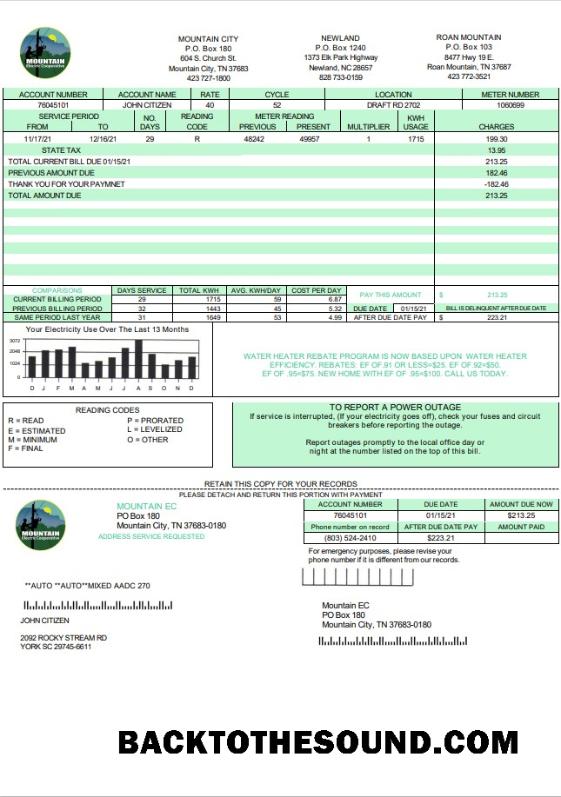 MOUNTAIN
Electric Cooperative
MOUNTAIN CITY
P.O. Box 180
604 S. Church St.
Mountain City, TN 37683
423 727-1800
NEWLAND
P.O. Box 1240
1373 Elk Park Highway
Newland, NC 28657
828 733-0159
ROAN MOUNTAIN
P.O. Box 103
8477 Hwy 19 E.
Roan Mountain, TN 37687
423 772-3521
ACCOUNT NUMBER ACCOUNT NAME RATE CYCLE LOCATION METER NUMBER
76045101 JOHN CITIZEN 40 52 DRAFT RD 2702 1060699
SERVICE PERIOD NO. READING METER READING KWH
FROM TO DAYS CODE PREVIOUS PRESENT MULTIPLIER USAGE CHARGES
11/17/21 12/16/21 29 R 48242 49957 1 1715 199.30
STATE TAX 13.95
TOTAL CURRENT BILL DUE 01/15/21 213.25
PREVIOUS AMOUNT DUE 182.46
THANK YOU FOR YOUR PAYMNET -182.46
TOTAL AMOUNT DUE 213.25
COMPARISONS DAYS SERVICE TOTAL KWH AVG. KWH/DAY COST PER DAY PAY THIS AMOUNT $ 213.25
CURRENT BILLING PERIOD 29 1715 59 6.87
PREVIOUS BILLING PERIOD 32 1443 45 5.32 DUE DATE 01/15/21 BILL IS DELINQUENT AFTER DUE DATE
SAME PERIOD LAST YEAR 31 1649 53 4.99 AFTER DUE DATE PAY $ 223.21
Your Electricity Use Over The Last 13 Months
3072
2048
1024
0
D J F M A M J J A S O N D
WATER HEATER REBATE PROGRAM IS NOW BASED UPON WATER HEATER
EFFICIENCY. REBATES: EF OF.91 OR LESS=$25. EF OF.92=$50.
EF OF .95=$75. NEW HOME WITH EF OF .95=$100. CALL US TODAY.
READING CODES
R = READ P = PRORATED
E = ESTIMATED L = LEVELIZED
M = MINIMUM O = OTHER
F = FINAL
TO REPORT A POWER OUTAGE
If service is interrupted, (If your electricity goes off), check your fuses and circuit
breakers before reporting the outage.
Report outages promptly to the local office day or
night at the number listed on the top of this bill.
RETAIN THIS COPY FOR YOUR RECORDS
PLEASE DETACH AND RETURN THIS PORTION WITH PAYMENT
MOUNTAIN
Electric Cooperative
MOUNTAIN EC
PO Box 180
Mountain City, TN 37683-0180
ADDRESS SERVICE REQUESTED
ACCOUNT NUMBER DUE DATE AMOUNT DUE NOW
76045101 01/15/21 $213.25
Phone number on record AFTER DUE DATE PAY AMOUNT PAID
(803) 524-2410 $223.21
For emergency purposes, please revise your
phone number if it is different from our records.
**AUTO **AUTO**MIXED AADC 270
JOHN CITIZEN
2092 ROCKY STREAM RD
YORK SC 29745-6611
Mountain EC
PO Box 180
Mountain City, TN 37683-0180
BACKTOTHESOUND.COM